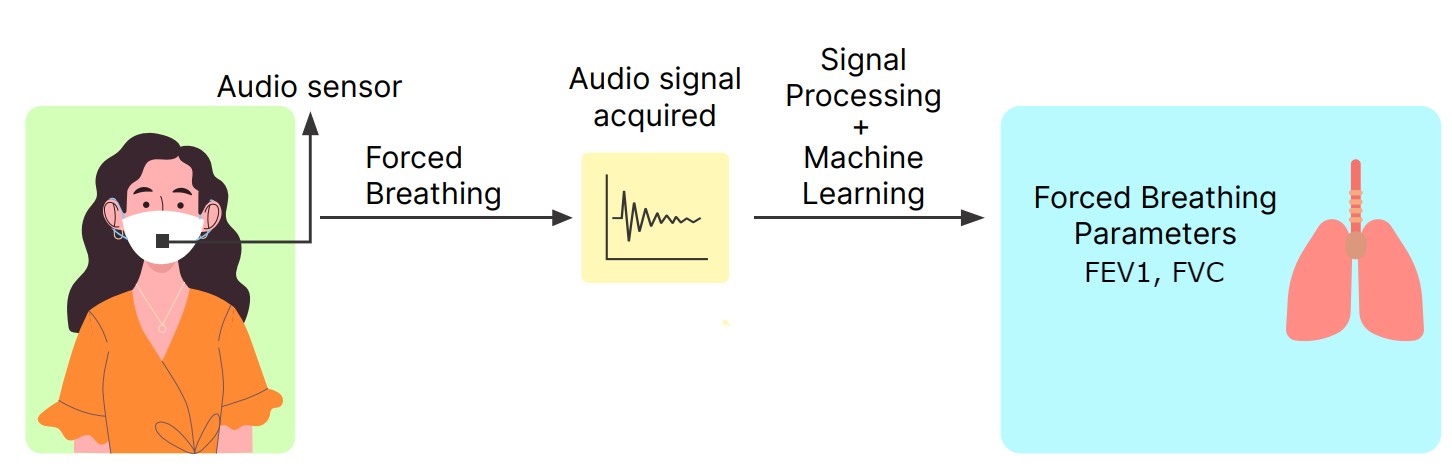 Audio sensor
Forced
Breathing
Audio signal
acquired
Signal
Processing
+
Machine
Learning
Forced Breathing
Parameters
FEV1, FVC